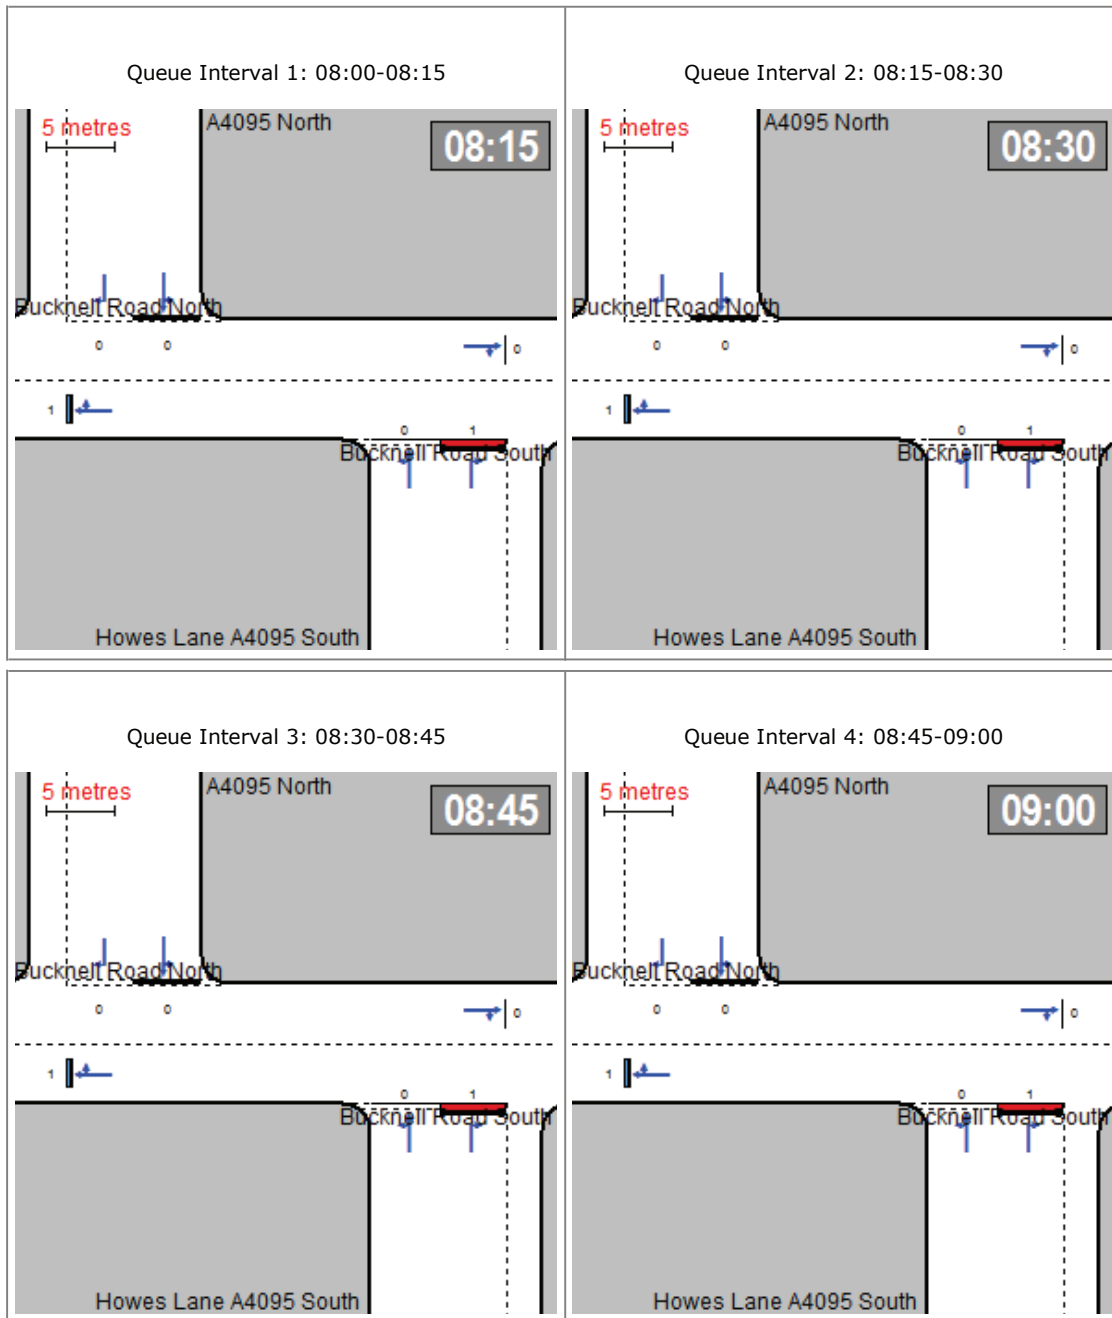 Queue Interval 1: 08:00-08:15
5 metres
A4095 North
08:15
Bucknell Road North
0 0
0
1
0 1
Bucknell Road South
Howes Lane A4095 South
Queue Interval 2: 08:15-08:30
5 metres
A4095 North
08:30
Bucknell Road North
0 0
0
1
0 1
Bucknell Road South
Howes Lane A4095 South
Queue Interval 3: 08:30-08:45
5 metres
A4095 North
08:45
Bucknell Road North
0 0
0
1
0 1
Bucknell Road South
Howes Lane A4095 South
Queue Interval 4: 08:45-09:00
5 metres
A4095 North
09:00
Bucknell Road North
0 0
0
1
0 1
Bucknell Road South
Howes Lane A4095 South